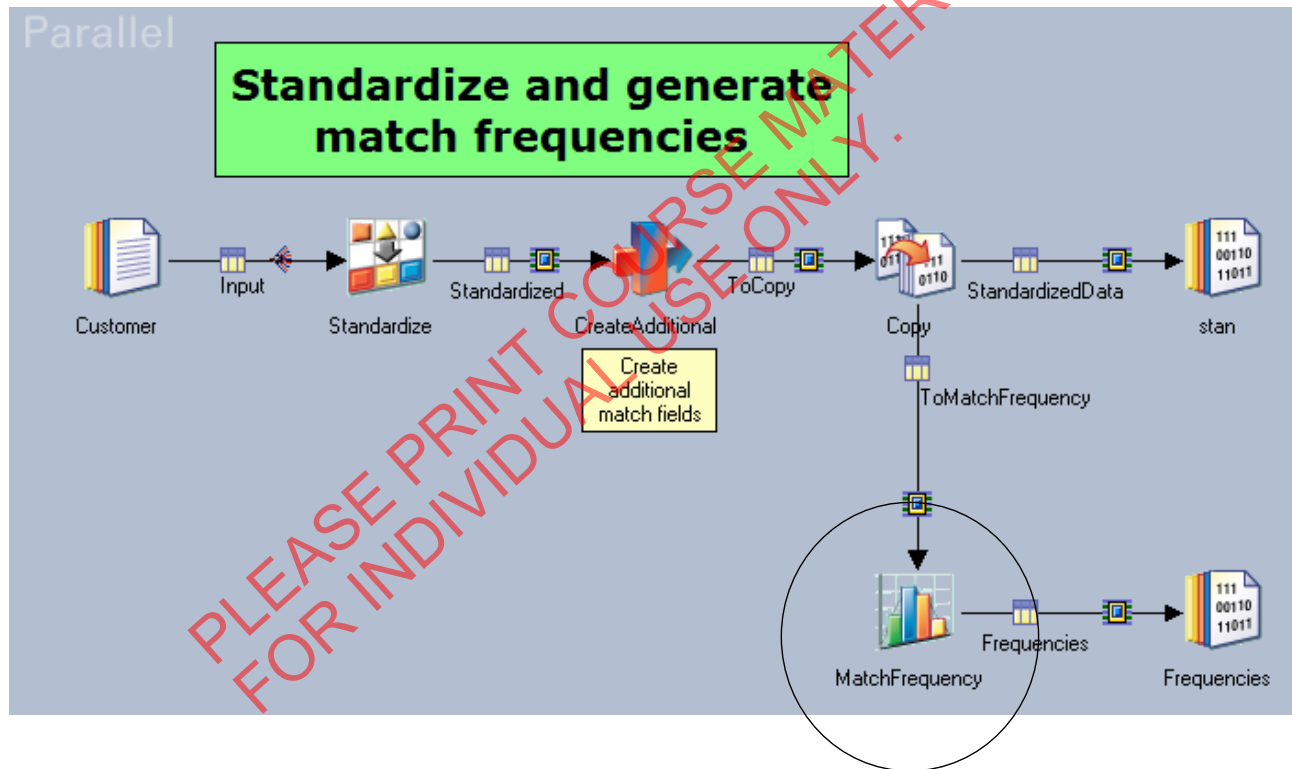 Parallel
Standardize and generate
match frequencies
Input
Standardized
ToCopy
StandardizedData
Customer
Standardize
CreateAdditional
Copy
stan
Create
additional
match fields
ToMatchFrequency
Frequencies
MatchFrequency
Frequencies
PLEASE PRINT COURSE MATER
FOR INDIVIDUAL USE ONLY.